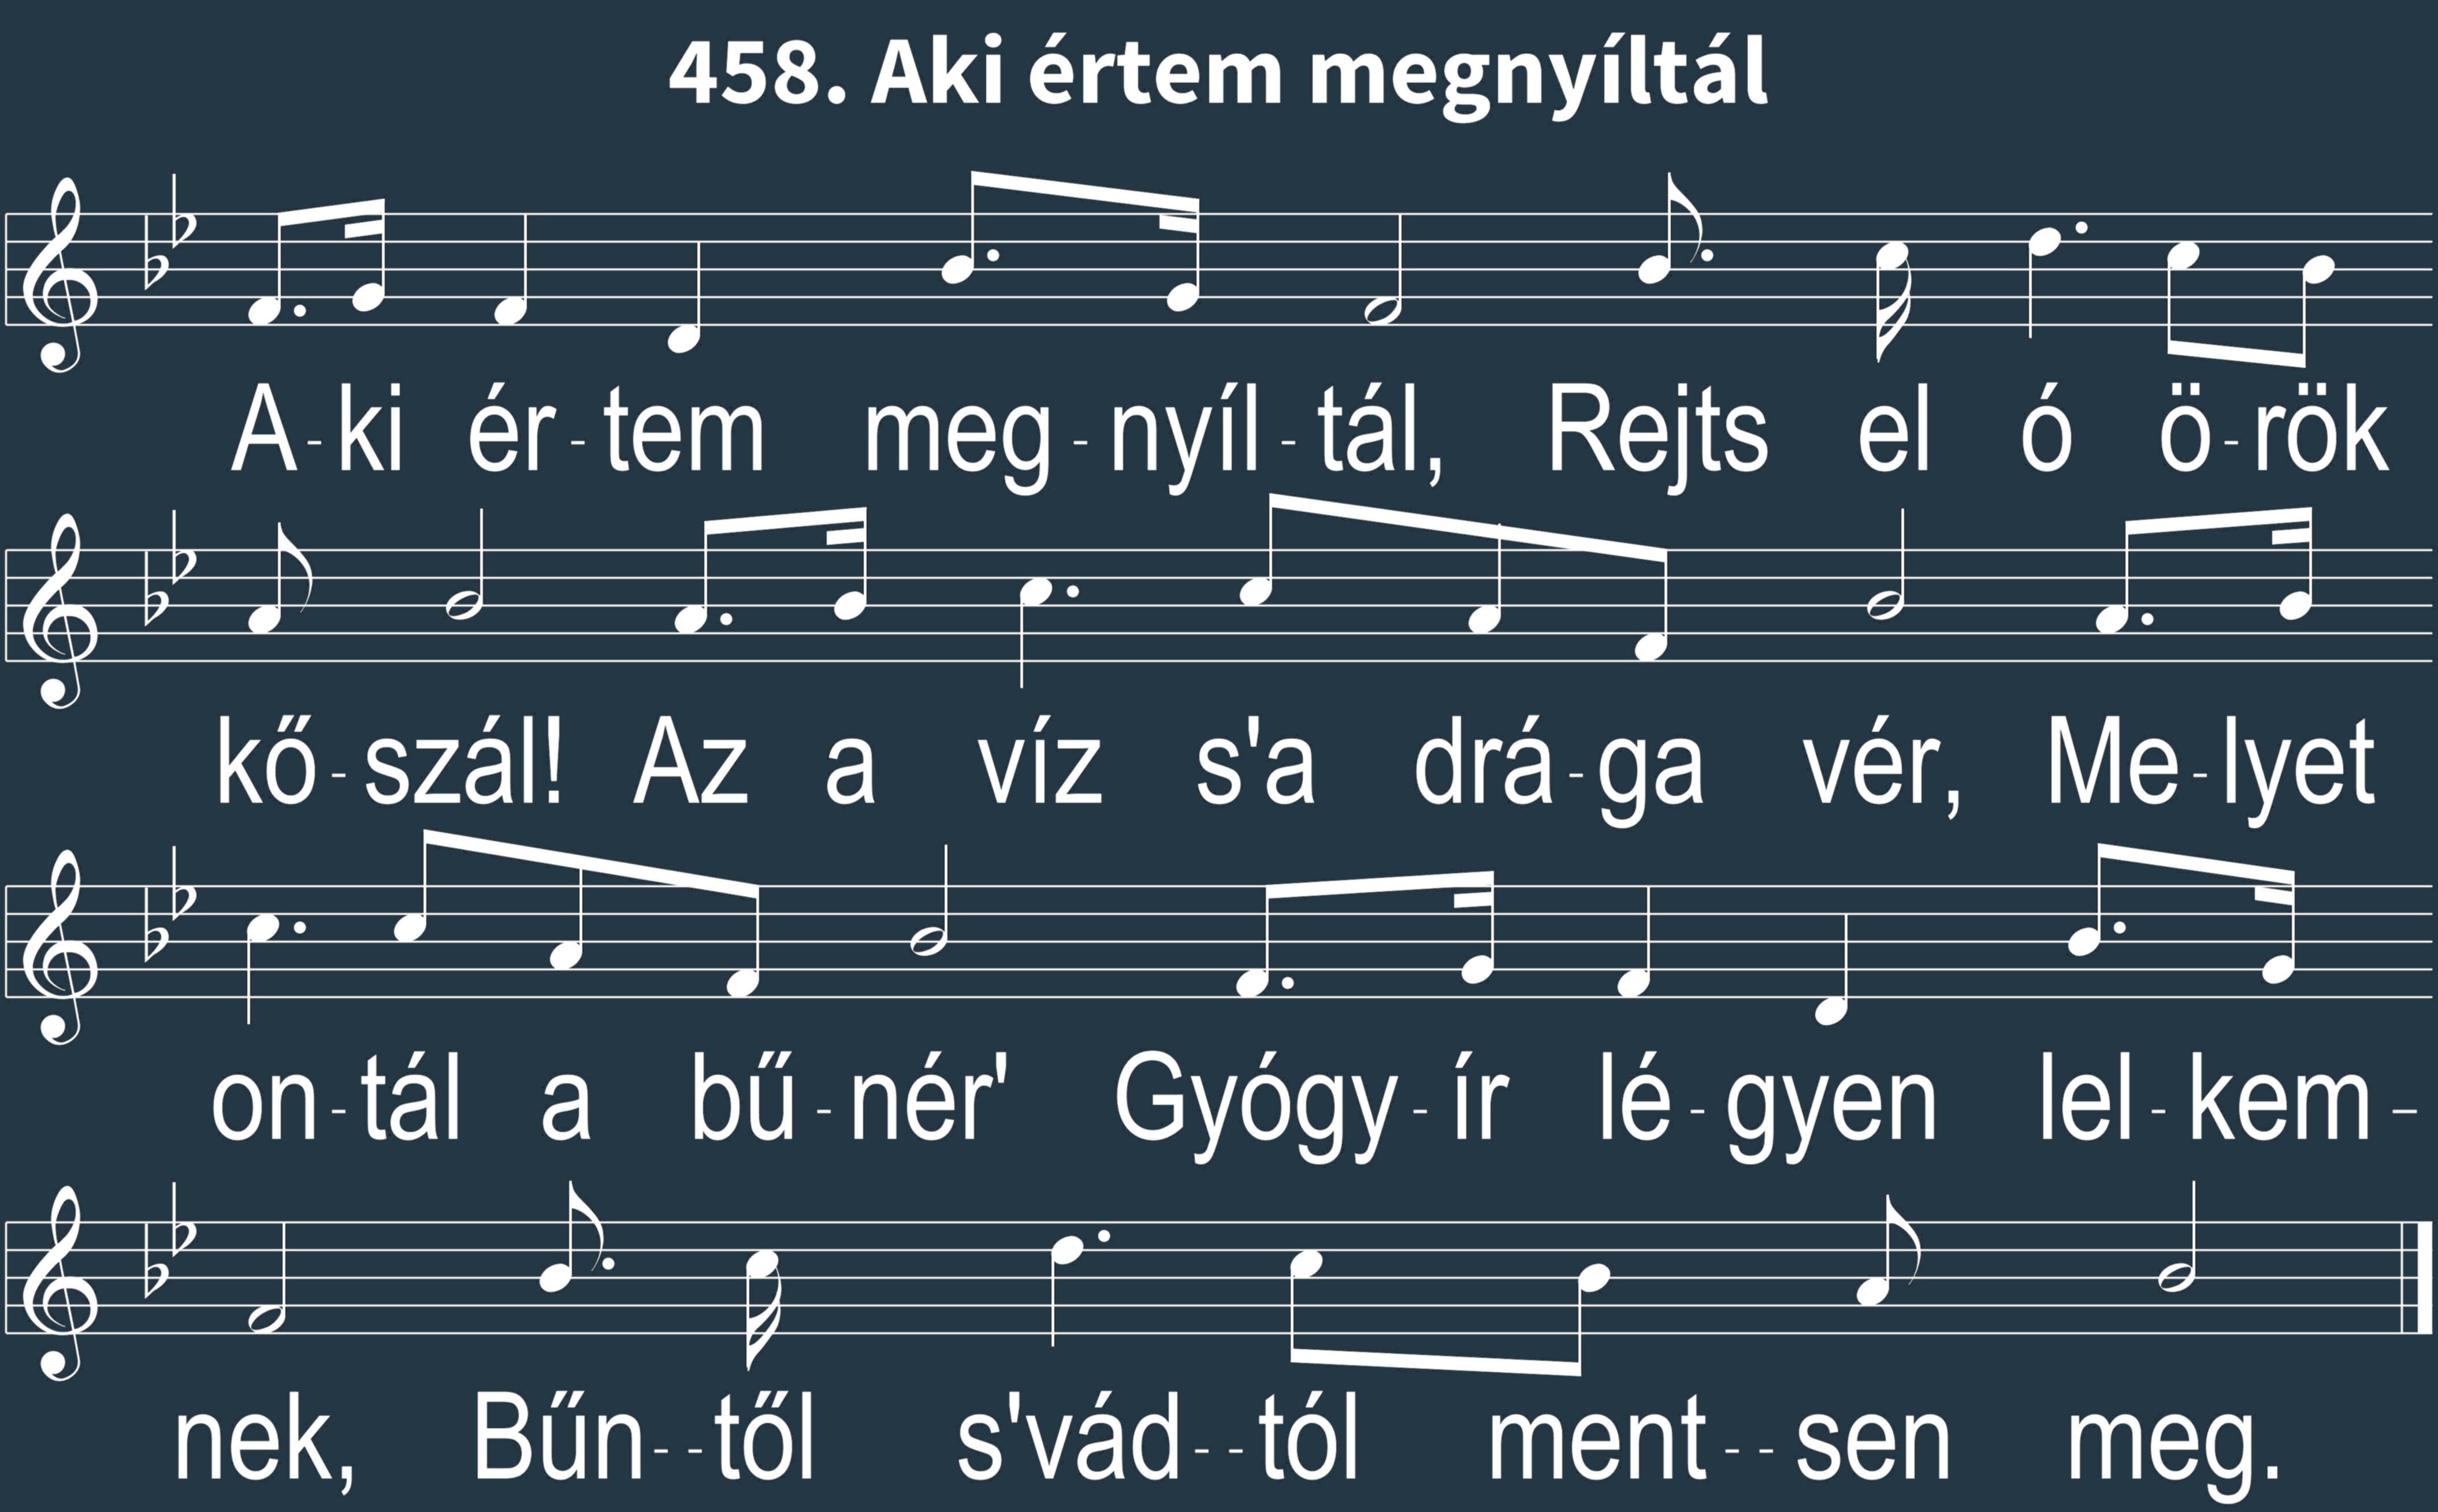 458. Aki értem megnyíltál
A-ki ér-tem meg-nyíl-tál, Rejts el ó ö-rök
kő-szál! Az a víz s'a drá-ga vér, Me-lyet
on-tál a bű-nér' Gyógy-ír lé-gyen lel-kem-
nek, Bűn--től s'vád--tól ment--sen meg.